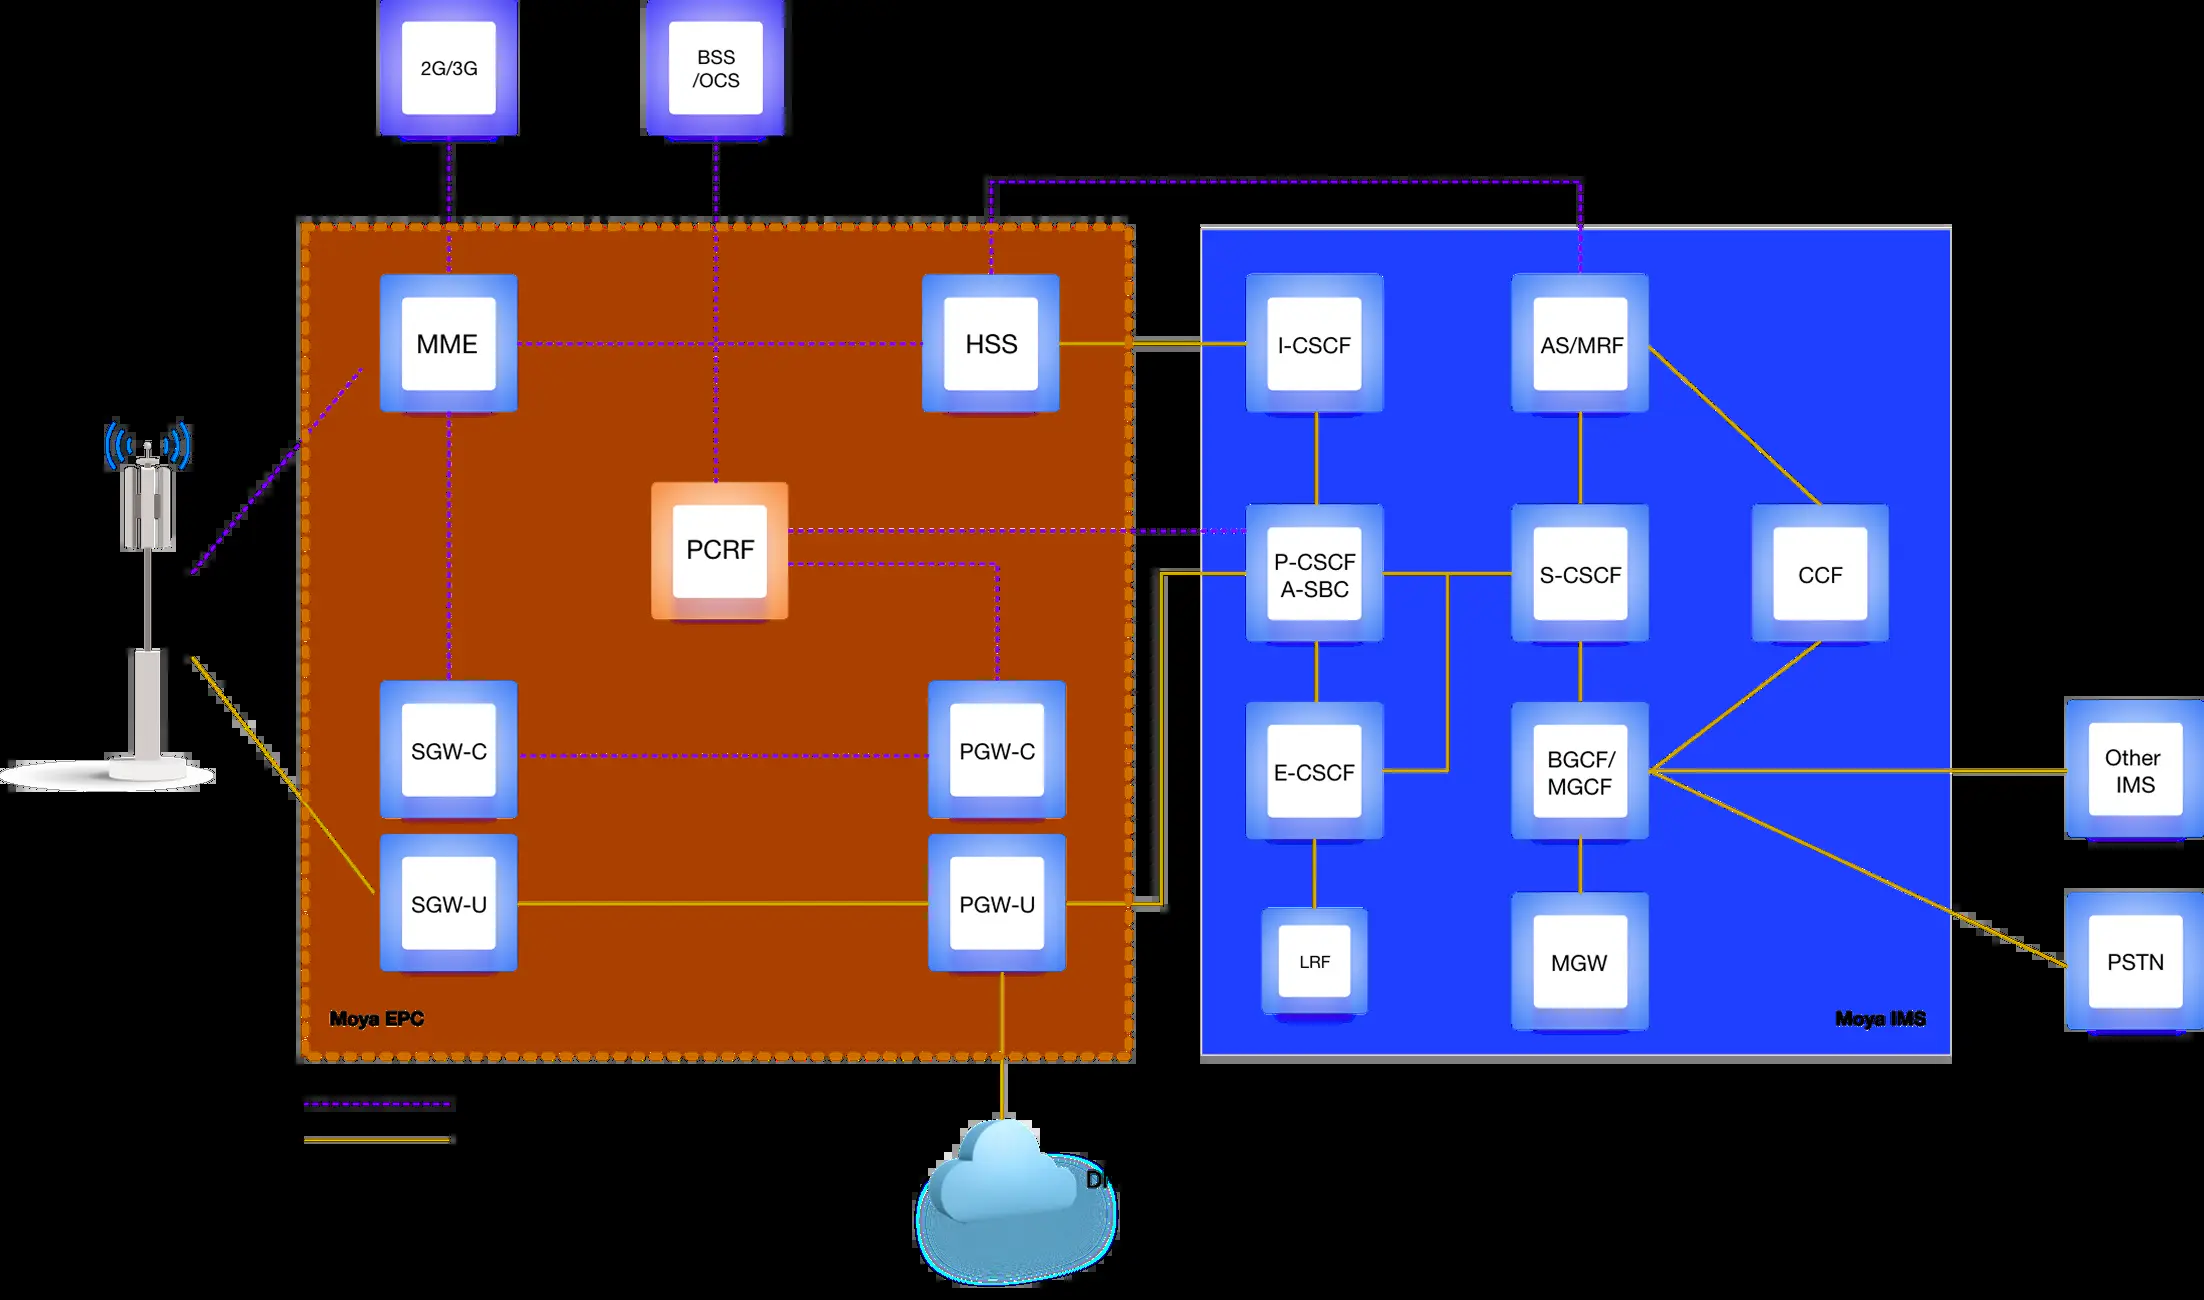 2G/3G
BSS
/OCS
MME
HSS
I-CSCF
AS/MRF
PCRF
P-CSCF
A-SBC
S-CSCF
CCF
SGW-C
PGW-C
E-CSCF
BGCF/
MGCF
Other
IMS
SGW-U
PGW-U
LRF
MGW
PSTN
Moya EPC
Moya IMS